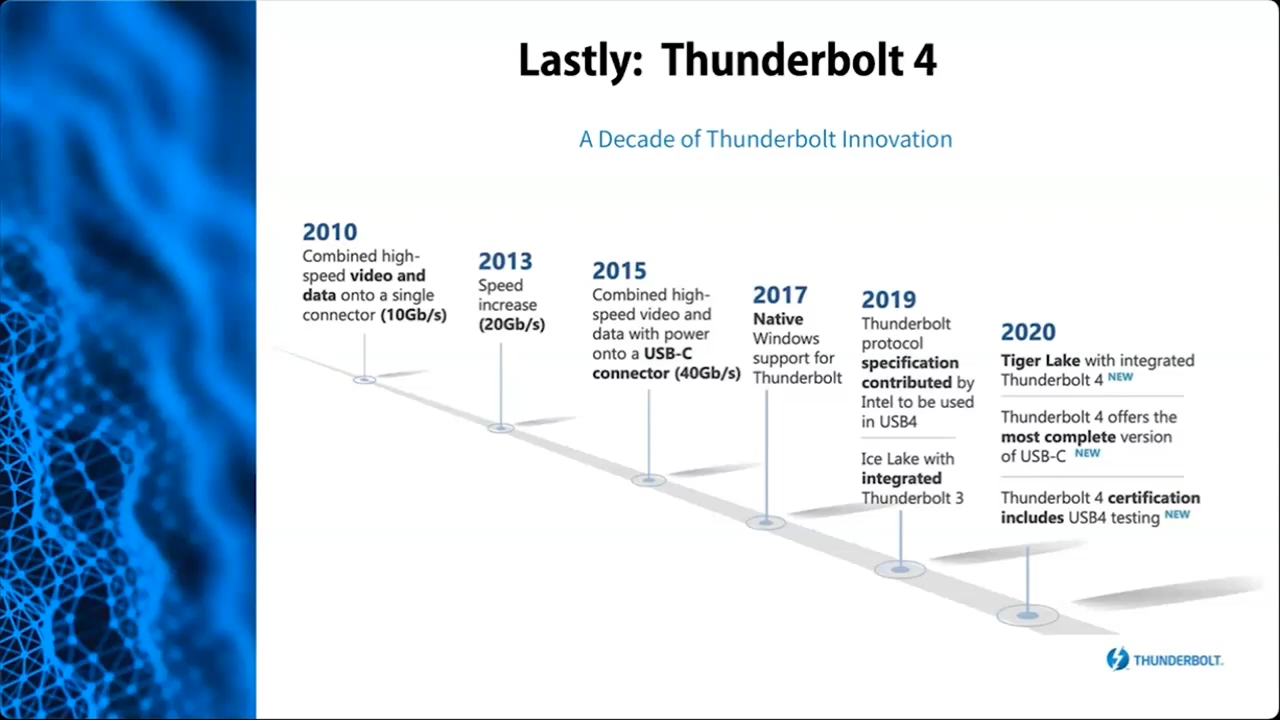 Lastly: Thunderbolt 4
A Decade of Thunderbolt Innovation
2010
Combined high-
speed video and
data onto a single
connector (10Gb/s)
2013
Speed
increase
(20Gb/s)
2015
Combined high-
speed video and
data with power
onto a USB-C
connector (40Gb/s)
2017
Native
Windows
support for
Thunderbolt
2019
Thunderbolt
protocol
specification
contributed by
Intel to be used
in USB4
Ice Lake with
integrated
Thunderbolt 3
2020
Tiger Lake with integrated
Thunderbolt 4 NEW
Thunderbolt 4 offers the
most complete version
of USB-C NEW
Thunderbolt 4 certification
includes USB4 testing NEW
THUNDERBOLT™